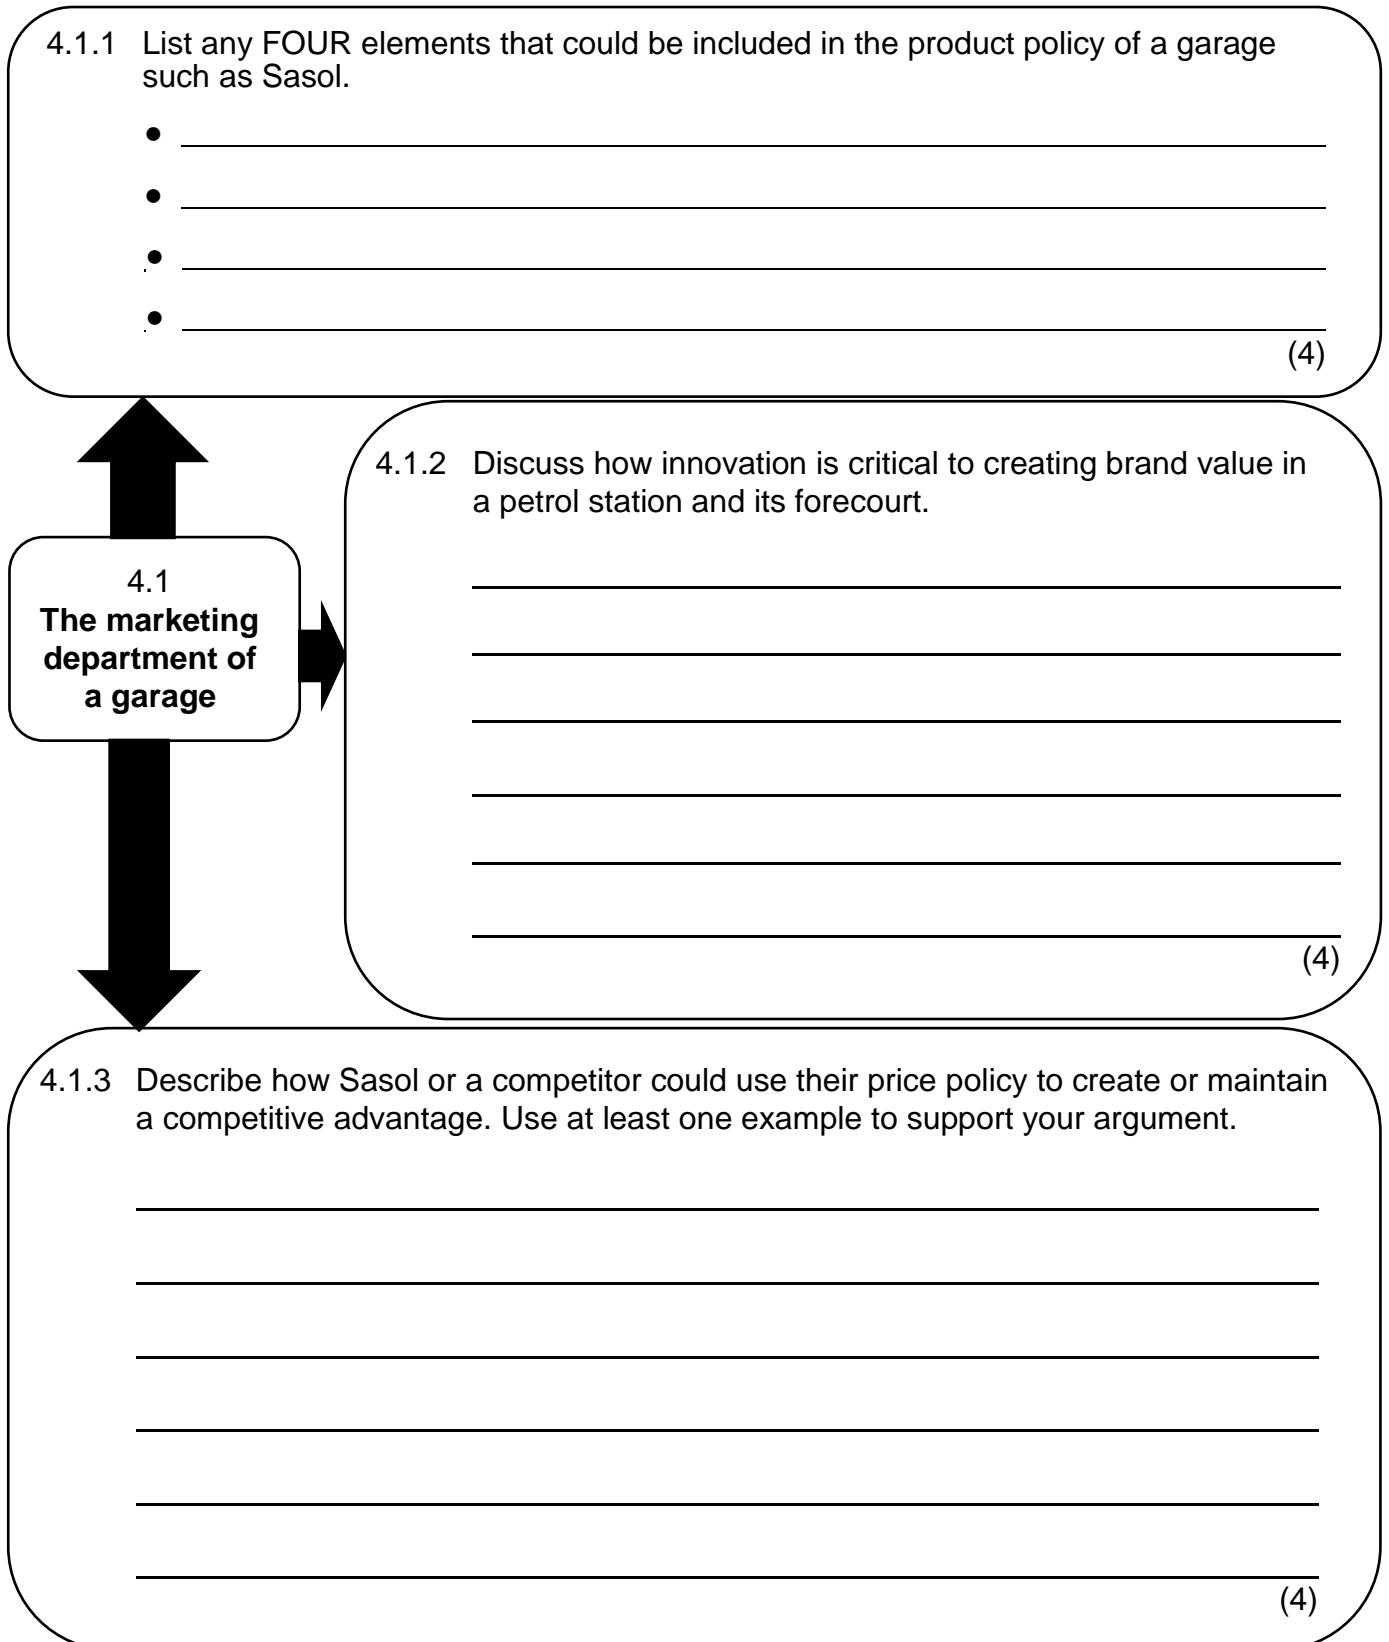 4.1.1 List any FOUR elements that could be included in the product policy of a garage
such as Sasol.
•
•
•
•
(4)
4.1.2 Discuss how innovation is critical to creating brand value in
a petrol station and its forecourt.
(4)
4.1
The marketing
department of
a garage
4.1.3 Describe how Sasol or a competitor could use their price policy to create or maintain
a competitive advantage. Use at least one example to support your argument.
(4)